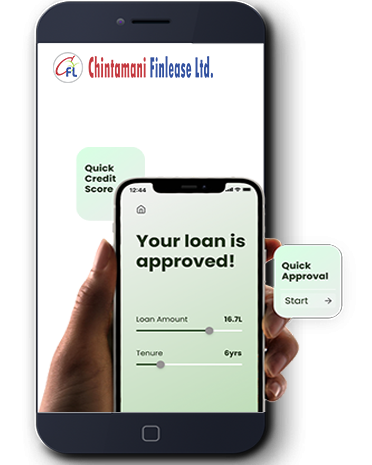 CFL Chintamani Finlease Ltd.
Quick
Credit
Score
12:44
Your loan is
approved!
Loan Amount 16.7L
Tenure 6yrs
Quick
Approval
Start →